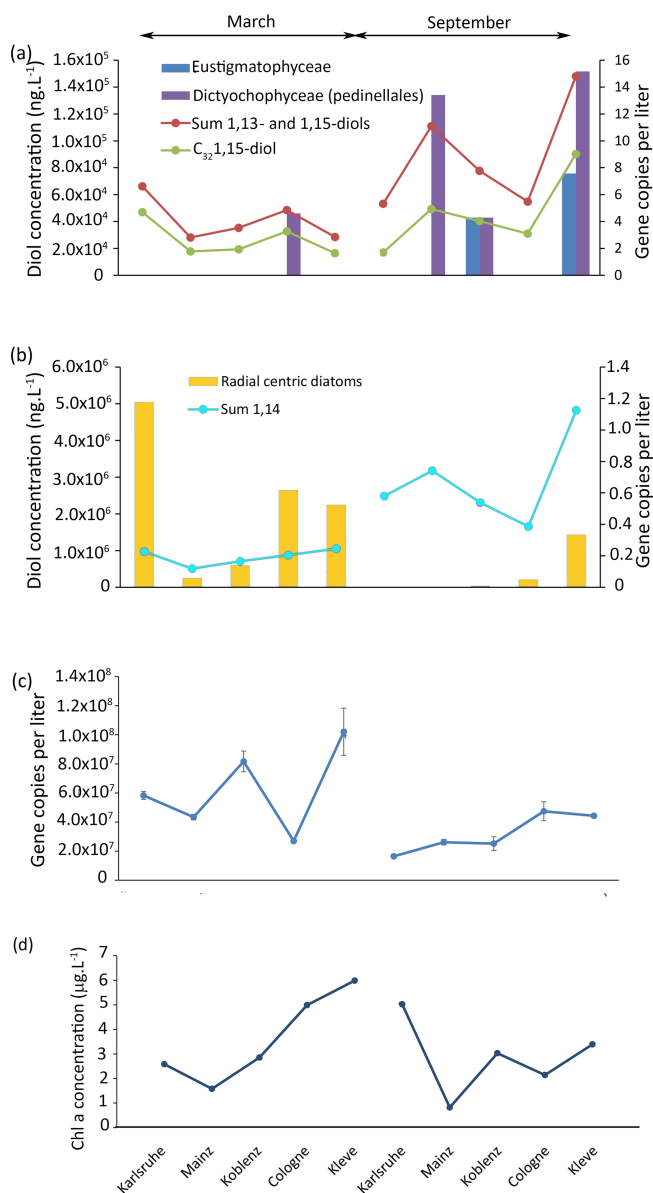 March September
(a)
Diol concentration (ng.L-1)
1.6x10⁵
1.4x10⁵
1.2x10⁵
1.0x10⁵
8.0x10⁴
6.0x10⁴
4.0x10⁴
2.0x10⁴
0
Eustigmatophyceae
Dictyochophyceae (pedinellales)
Sum 1,13- and 1,15-diols
C₃₂1,15-diol
16
14
12
10
8
6
4
2
0
Gene copies per liter
(b)
Diol concentration (ng.L-1)
6.0x10⁶
5.0x10⁶
4.0x10⁶
3.0x10⁶
2.0x10⁶
1.0x10⁶
0
Radial centric diatoms
Sum 1,14
1.4
1.2
1.0
0.8
0.6
0.4
0.2
0
Gene copies per liter
(c)
Gene copies per liter
1.4x10⁸
1.2x10⁸
1.0x10⁸
8.0x10⁷
6.0x10⁷
4.0x10⁷
2.0x10⁷
0
(d)
Chl a concentration (µg.L-1)
7
6
5
4
3
2
1
0
Karlsruhe Mainz Koblenz Cologne Kleve Karlsruhe Mainz Koblenz Cologne Kleve